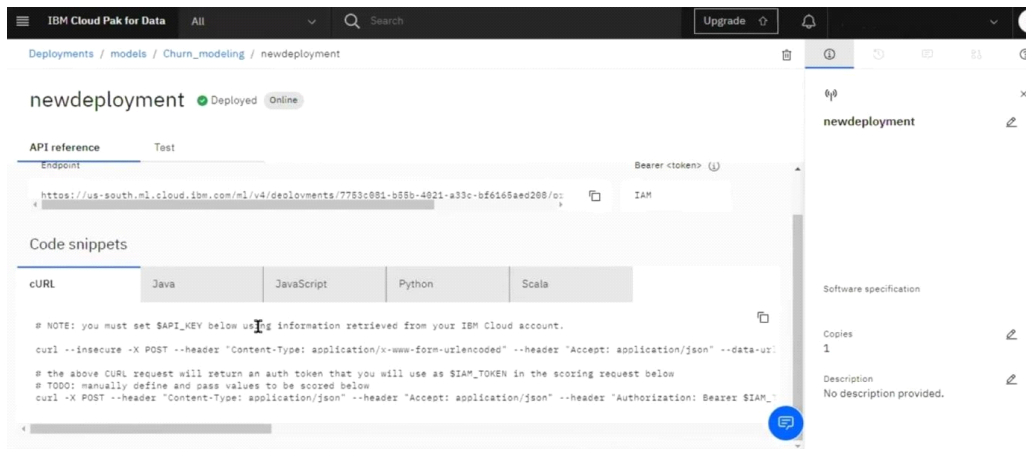 IBM Cloud Pak for Data
All
Search
Upgrade
Deployments / models / Churn_modeling / newdeployment
newdeployment
Deployed
Online
API reference
Test
Endpoint
Bearer <token>
https://us-south.ml.cloud.ibm.com/ml/v4/deployments/7753c081-b55b-4021-a33c-bf6165aed208/
IAM
Code snippets
cURL
Java
JavaScript
Python
Scala
# NOTE: you must set $API_KEY below using information retrieved from your IBM Cloud account.
curl --insecure -X POST --header "Content-Type: application/x-www-form-urlencoded" --header "Accept: application/json" --data-ur
# the above CURL request will return an auth token that you will use as $IAM_TOKEN in the scoring request below
# TODO: manually define and pass values to be scored below
curl -X POST --header "Content-Type: application/json" --header "Accept: application/json" --header "Authorization: Bearer $IAM_
newdeployment
Software specification
Copies
1
Description
No description provided.